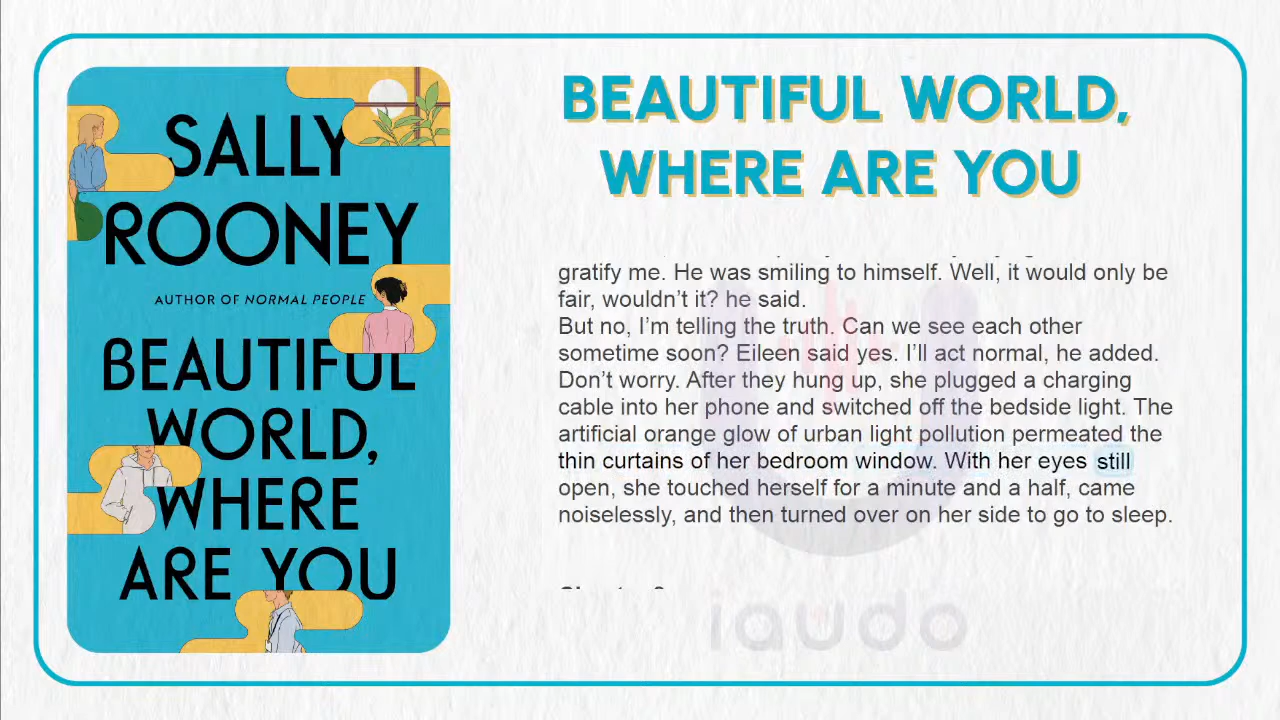 SALLY
ROONEY
AUTHOR OF NORMAL PEOPLE
BEAUTIFUL
WORLD,
WHERE
ARE YOU
BEAUTIFUL WORLD,
WHERE ARE YOU
gratify me. He was smiling to himself. Well, it would only be
fair, wouldn’t it? he said.
But no, I’m telling the truth. Can we see each other
sometime soon? Eileen said yes. I’ll act normal, he added.
Don’t worry. After they hung up, she plugged a charging
cable into her phone and switched off the bedside light. The
artificial orange glow of urban light pollution permeated the
thin curtains of her bedroom window. With her eyes still
open, she touched herself for a minute and a half, came
noiselessly, and then turned over on her side to go to sleep.
iaudo